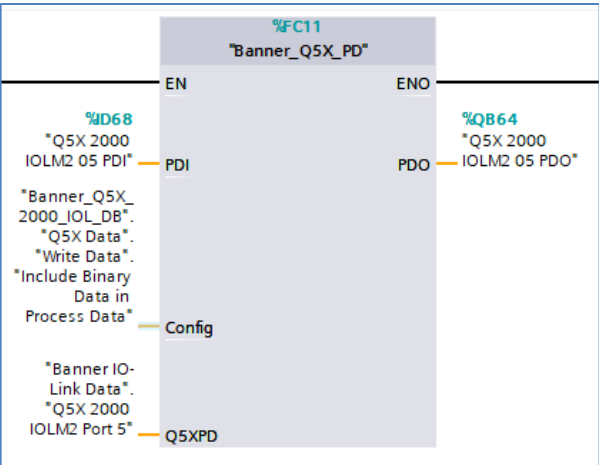 %FC11
"Banner_Q5X_PD"
EN
ENO
%ID68
"Q5X 2000
IOLM2 05 PDI"
PDI
%QB64
"Q5X 2000
IOLM2 05 PDO"
PDO
"Banner_Q5X_
2000_IOL_DB".
"Q5X Data".
"Write Data".
"Include Binary
Data in
Process Data"
Config
"Banner IO-
Link Data".
"Q5X 2000
IOLM2 Port 5"
Q5XPD